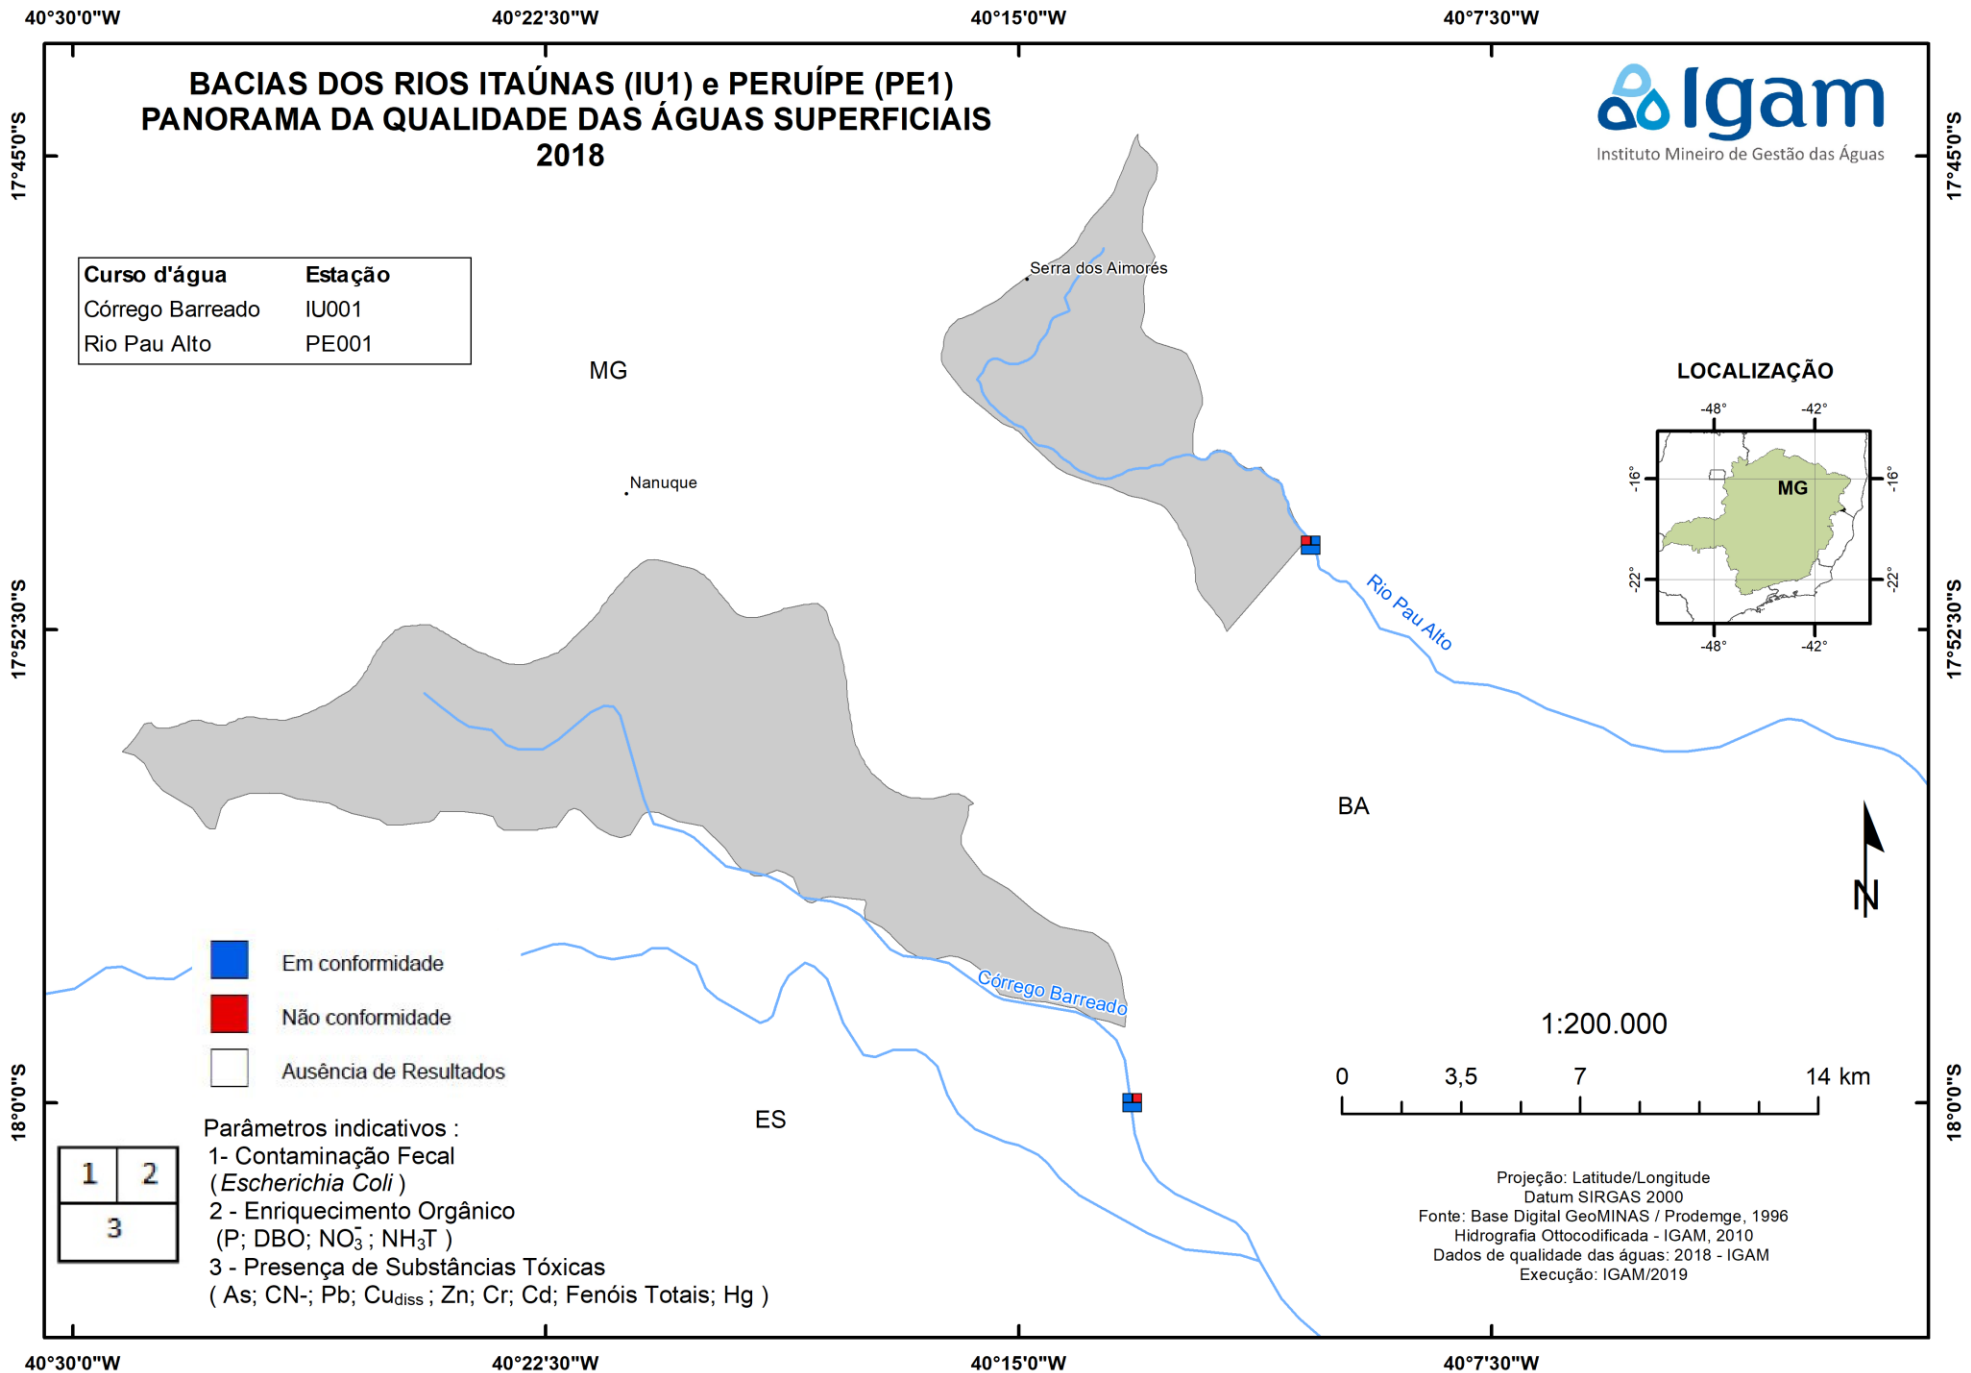 40°30'0"W 40°22'30"W 40°15'0"W 40°7'30"W
BACIAS DOS RIOS ITAÚNAS (IU1) e PERUÍPE (PE1)
PANORAMA DA QUALIDADE DAS ÁGUAS SUPERFICIAIS
2018
Igam
Instituto Mineiro de Gestão das Águas
17°45'0"S
17°45'0"S
Curso d'água Estação
Córrego Barreado IU001
Rio Pau Alto PE001
Serra dos Aimorés
MG
Nanuque
LOCALIZAÇÃO
-48° -42°
-16° -16°
MG
-22° -22°
-48° -42°
Rio Pau Alto
17°52'30"S
17°52'30"S
BA
N
Em conformidade
Não conformidade
Ausência de Resultados
Córrego Barreado
1:200.000
0 3,5 7 14 km
18°0'0"S
18°0'0"S
ES
1 2
3
Parâmetros indicativos :
1- Contaminação Fecal
(Escherichia Coli )
2 - Enriquecimento Orgânico
(P; DBO; NO₃⁻; NH₃T )
3 - Presença de Substâncias Tóxicas
( As; CN-; Pb; Cudiss ; Zn; Cr; Cd; Fenóis Totais; Hg )
Projeção: Latitude/Longitude
Datum SIRGAS 2000
Fonte: Base Digital GeoMINAS / Prodemge, 1996
Hidrografia Ottocodificada - IGAM, 2010
Dados de qualidade das águas: 2018 - IGAM
Execução: IGAM/2019
40°30'0"W 40°22'30"W 40°15'0"W 40°7'30"W